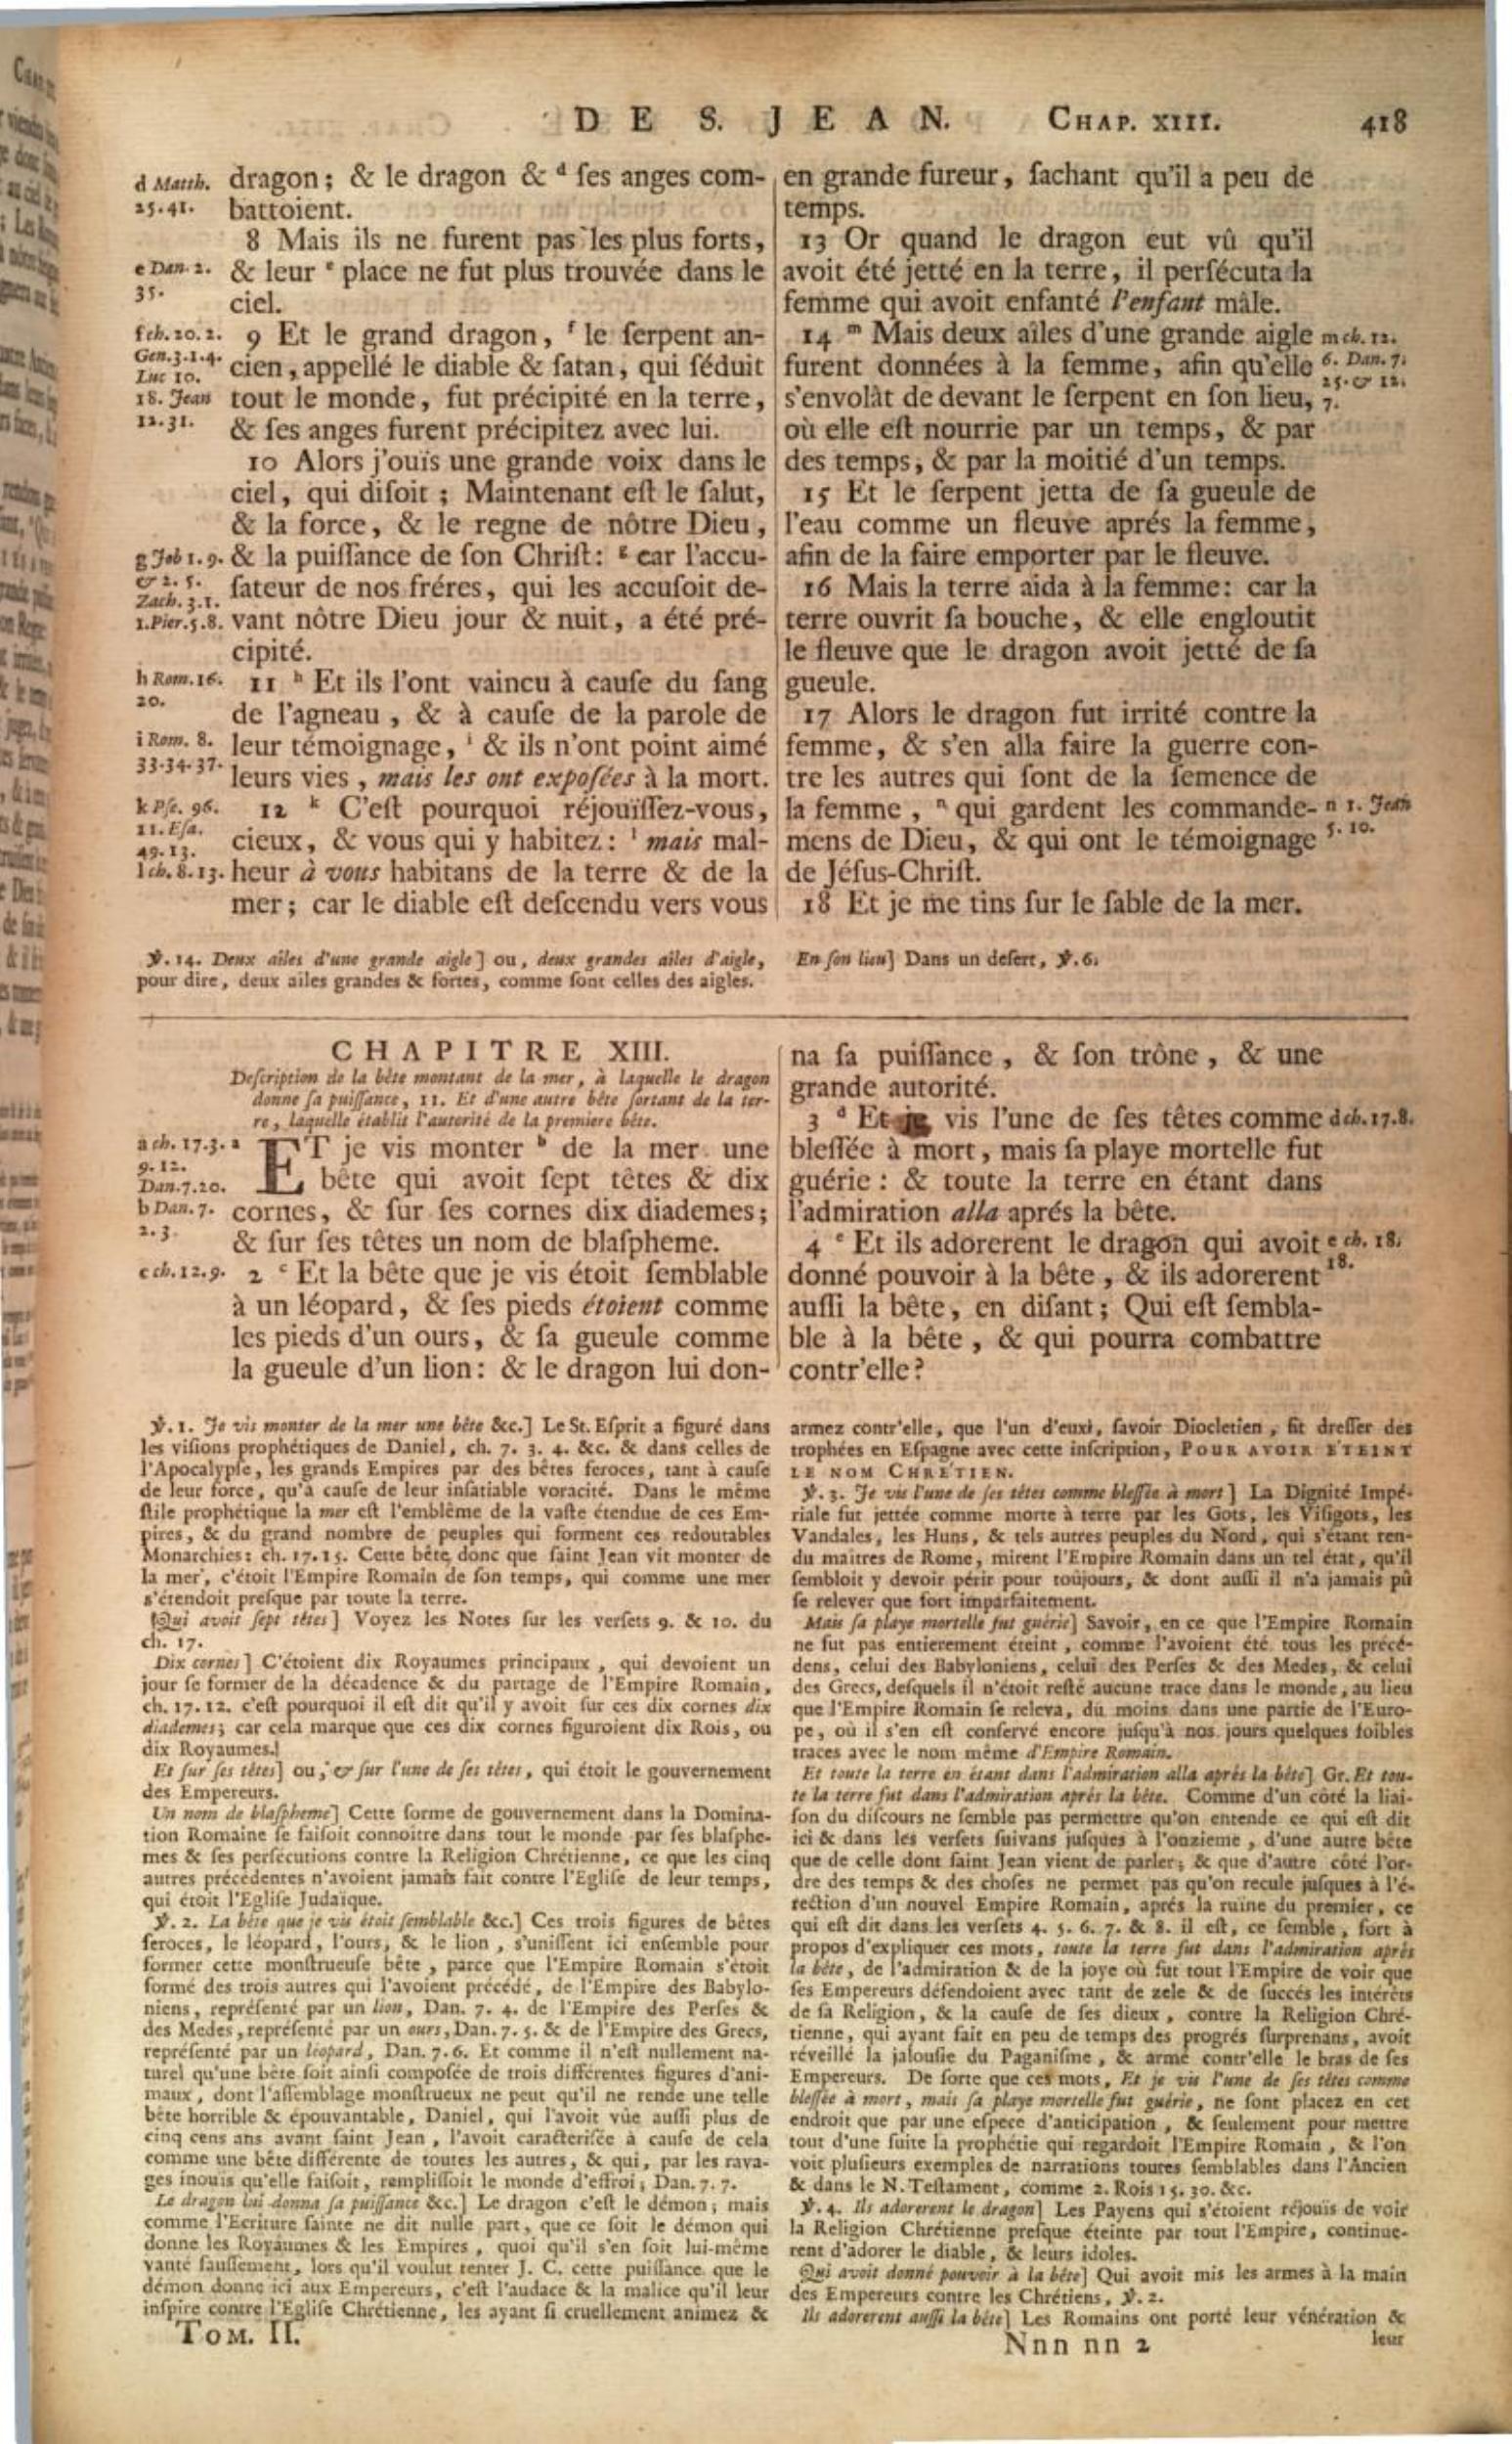 DE S. JEAN. CHAP. XIII. 418
d Matth.
25.41.
e Dan. 2.
35.
f ch. 20. 2.
Gen. 3. 1. 4.
Luc 10.
18. Jean
12.31.
g Job 1. 9.
& 2. 5.
Zach. 3. 1.
1. Pier. 5. 8.
h Rom. 16.
20.
i Rom. 8.
33.34.37.
k Pse. 96.
11. Esa.
49.13.
l ch. 8. 13.
dragon; & le dragon & d ſes anges com-
battoient.
8 Mais ils ne furent pas les plus forts,
& leur e place ne fut plus trouvée dans le
ciel.
9 Et le grand dragon, f le ſerpent an-
cien, appellé le diable & ſatan, qui ſéduit
tout le monde, fut précipité en la terre,
& ſes anges furent précipitez avec lui.
10 Alors j'ouïs une grande voix dans le
ciel, qui diſoit; Maintenant eſt le ſalut,
& la force, & le regne de nôtre Dieu,
& la puiſſance de ſon Chriſt: g car l'accu-
ſateur de nos fréres, qui les accuſoit de-
vant nôtre Dieu jour & nuit, a été pré-
cipité.
11 h Et ils l'ont vaincu à cauſe du ſang
de l'agneau, & à cauſe de la parole de
leur témoignage, i & ils n'ont point aimé
leurs vies, mais les ont expoſées à la mort.
12 k C'eſt pourquoi réjouïſſez-vous,
cieux, & vous qui y habitez: l mais mal-
heur à vous habitans de la terre & de la
mer; car le diable eſt deſcendu vers vous
en grande fureur, ſachant qu'il a peu de
temps.
13 Or quand le dragon eut vû qu'il
avoit été jetté en la terre, il perſécuta la
femme qui avoit enfanté l'enfant mâle.
14 m Mais deux aîles d'une grande aigle
furent données à la femme, afin qu'elle
s'envolât de devant le ſerpent en ſon lieu,
où elle eſt nourrie par un temps, & par
des temps, & par la moitié d'un temps.
15 Et le ſerpent jetta de ſa gueule de
l'eau comme un fleuve aprés la femme,
afin de la faire emporter par le fleuve.
16 Mais la terre aida à la femme: car la
terre ouvrit ſa bouche, & elle engloutit
le fleuve que le dragon avoit jetté de ſa
gueule.
17 Alors le dragon fut irrité contre la
femme, & s'en alla faire la guerre con-
tre les autres qui ſont de la ſemence de
la femme, n qui gardent les commande-
mens de Dieu, & qui ont le témoignage
de Jéſus-Chriſt.
18 Et je me tins ſur le ſable de la mer.
m ch. 12.
6. Dan. 7.
25. & 12.
7.
n 1. Jean
5. 10.
℣. 14. Deux aîles d'une grande aigle] ou, deux grandes aîles d'aigle,
pour dire, deux ailes grandes & fortes, comme ſont celles des aigles.
En ſon lieu] Dans un deſert, ℣. 6.
CHAPITRE XIII.
Deſcription de la bête montant de la mer, à laquelle le dragon
donne ſa puiſſance, 11. Et d'une autre bête ſortant de la ter-
re, laquelle établit l'autorité de la premiere bête.
a ch. 17. 3.
9. 12.
Dan. 7. 20.
b Dan. 7.
2. 3.
c ch. 12. 9.
a ET je vis monter b de la mer une
bête qui avoit ſept têtes & dix
cornes, & ſur ſes cornes dix diademes;
& ſur ſes têtes un nom de blaſpheme.
2 c Et la bête que je vis étoit ſemblable
à un léopard, & ſes pieds étoient comme
les pieds d'un ours, & ſa gueule comme
la gueule d'un lion: & le dragon lui don-
na ſa puiſſance, & ſon trône, & une
grande autorité.
3 d Et je vis l'une de ſes têtes comme
bleſſée à mort, mais ſa playe mortelle fut
guérie: & toute la terre en étant dans
l'admiration alla aprés la bête.
4 e Et ils adorerent le dragon qui avoit
donné pouvoir à la bête, & ils adorerent
auſſi la bête, en diſant; Qui eſt ſembla-
ble à la bête, & qui pourra combattre
contr'elle?
d ch. 17. 8.
e ch. 18.
18.
℣. 1. Je vis monter de la mer une bête &c.] Le St. Eſprit a figuré dans
les viſions prophétiques de Daniel, ch. 7. 3. 4. &c. & dans celles de
l'Apocalypſe, les grands Empires par des bêtes feroces, tant à cauſe
de leur force, qu'à cauſe de leur inſatiable voracité. Dans le même
ſtile prophétique la mer eſt l'emblême de la vaſte étendue de ces Em-
pires, & du grand nombre de peuples qui forment ces redoutables
Monarchies: ch. 17. 15. Cette bête donc que ſaint Jean vit monter de
la mer, c'étoit l'Empire Romain de ſon temps, qui comme une mer
s'étendoit preſque par toute la terre.
Qui avoit ſept têtes] Voyez les Notes ſur les verſets 9. & 10. du
ch. 17.
Dix cornes] C'étoient dix Royaumes principaux, qui devoient un
jour ſe former de la décadence & du partage de l'Empire Romain,
ch. 17. 12. c'eſt pourquoi il eſt dit qu'il y avoit ſur ces dix cornes dix
diademes; car cela marque que ces dix cornes figuroient dix Rois, ou
dix Royaumes.
Et ſur ſes têtes] ou, & ſur l'une de ſes têtes, qui étoit le gouvernement
des Empereurs.
Un nom de blaſpheme] Cette forme de gouvernement dans la Domina-
tion Romaine ſe faiſoit connoître dans tout le monde par ſes blaſphe-
mes & ſes perſécutions contre la Religion Chrétienne, ce que les cinq
autres précédentes n'avoient jamais fait contre l'Egliſe de leur temps,
qui étoit l'Egliſe Judaïque.
℣. 2. La bête que je vis étoit ſemblable &c.] Ces trois figures de bêtes
feroces, le léopard, l'ours, & le lion, s'uniſſent ici enſemble pour
former cette monſtrueuſe bête, parce que l'Empire Romain s'étoit
formé des trois autres qui l'avoient précédé, de l'Empire des Babylo-
niens, repréſenté par un lion, Dan. 7. 4. de l'Empire des Perſes &
des Medes, repréſenté par un ours, Dan. 7. 5. & de l'Empire des Grecs,
repréſenté par un léopard, Dan. 7. 6. Et comme il n'eſt nullement na-
turel qu'une bête ſoit ainſi compoſée de trois différentes figures d'ani-
maux, dont l'aſſemblage monſtrueux ne peut qu'il ne rende une telle
bête horrible & épouvantable, Daniel, qui l'avoit vûe auſſi plus de
cinq cens ans avant ſaint Jean, l'avoit caracteriſée à cauſe de cela
comme une bête différente de toutes les autres, & qui, par les rava-
ges inouïs qu'elle faiſoit, rempliſſoit le monde d'effroi; Dan. 7. 7.
Le dragon lui donna ſa puiſſance &c.] Le dragon c'eſt le démon; mais
comme l'Ecriture ſainte ne dit nulle part, que ce ſoit le démon qui
donne les Royaumes & les Empires, quoi qu'il s'en ſoit lui-même
vanté fauſſement, lors qu'il voulut tenter J. C. cette puiſſance que le
démon donne ici aux Empereurs, c'eſt l'audace & la malice qu'il leur
inſpire contre l'Egliſe Chrétienne, les ayant ſi cruellement animez &
armez contr'elle, que l'un d'eux, ſavoir Diocletien, fit dreſſer des
trophées en Eſpagne avec cette inſcription, POUR AVOIR ETEINT
LE NOM CHRETIEN.
℣. 3. Je vis l'une de ſes têtes comme bleſſée à mort] La Dignité Impé-
riale fut jettée comme morte à terre par les Gots, les Viſigots, les
Vandales, les Huns, & tels autres peuples du Nord, qui s'étant ren-
du maîtres de Rome, mirent l'Empire Romain dans un tel état, qu'il
ſembloit y devoir périr pour toûjours, & dont auſſi il n'a jamais pû
ſe relever que fort imparfaitement.
Mais ſa playe mortelle fut guérie] Savoir, en ce que l'Empire Romain
ne fut pas entierement éteint, comme l'avoient été tous les précé-
dens, celui des Babyloniens, celui des Perſes & des Medes, & celui
des Grecs, deſquels il n'étoit reſté aucune trace dans le monde, au lieu
que l'Empire Romain ſe releva, du moins dans une partie de l'Euro-
pe, où il s'en eſt conſervé encore juſqu'à nos jours quelques foibles
traces avec le nom même d'Empire Romain.
Et toute la terre en étant dans l'admiration alla aprés la bête] Gr. Et tou-
te la terre fut dans l'admiration aprés la bête. Comme d'un côté la liai-
ſon du diſcours ne ſemble pas permettre qu'on entende ce qui eſt dit
ici & dans les verſets ſuivans juſques à l'onzieme, d'une autre bête
que de celle dont ſaint Jean vient de parler; & que d'autre côté l'or-
dre des temps & des choſes ne permet pas qu'on recule juſques à l'é-
rection d'un nouvel Empire Romain, aprés la ruïne du premier, ce
qui eſt dit dans les verſets 4. 5. 6. 7. & 8. il eſt, ce ſemble, fort à
propos d'expliquer ces mots, toute la terre fut dans l'admiration aprés
la bête, de l'admiration & de la joye où fut tout l'Empire de voir que
ſes Empereurs défendoient avec tant de zele & de ſuccés les intérêts
de ſa Religion, & la cauſe de ſes dieux, contre la Religion Chré-
tienne, qui ayant fait en peu de temps des progrés ſurprenans, avoit
réveillé la jalouſie du Paganiſme, & armé contr'elle le bras de ſes
Empereurs. De ſorte que ces mots, Et je vis l'une de ſes têtes comme
bleſſée à mort, mais ſa playe mortelle fut guérie, ne ſont placez en cet
endroit que par une eſpece d'anticipation, & ſeulement pour mettre
tout d'une ſuite la prophétie qui regardoit l'Empire Romain, & l'on
voit pluſieurs exemples de narrations toutes ſemblables dans l'Ancien
& dans le N. Teſtament, comme 2. Rois 15. 30. &c.
℣. 4. Ils adorerent le dragon] Les Payens qui s'étoient réjouïs de voir
la Religion Chrétienne preſque éteinte par tout l'Empire, continue-
rent d'adorer le diable, & leurs idoles.
Qui avoit donné pouvoir à la bête] Qui avoit mis les armes à la main
des Empereurs contre les Chrétiens, ℣. 2.
Ils adorerent auſſi la bête] Les Romains ont porté leur vénération &
TOM. II.
Nnn nn 2
leur